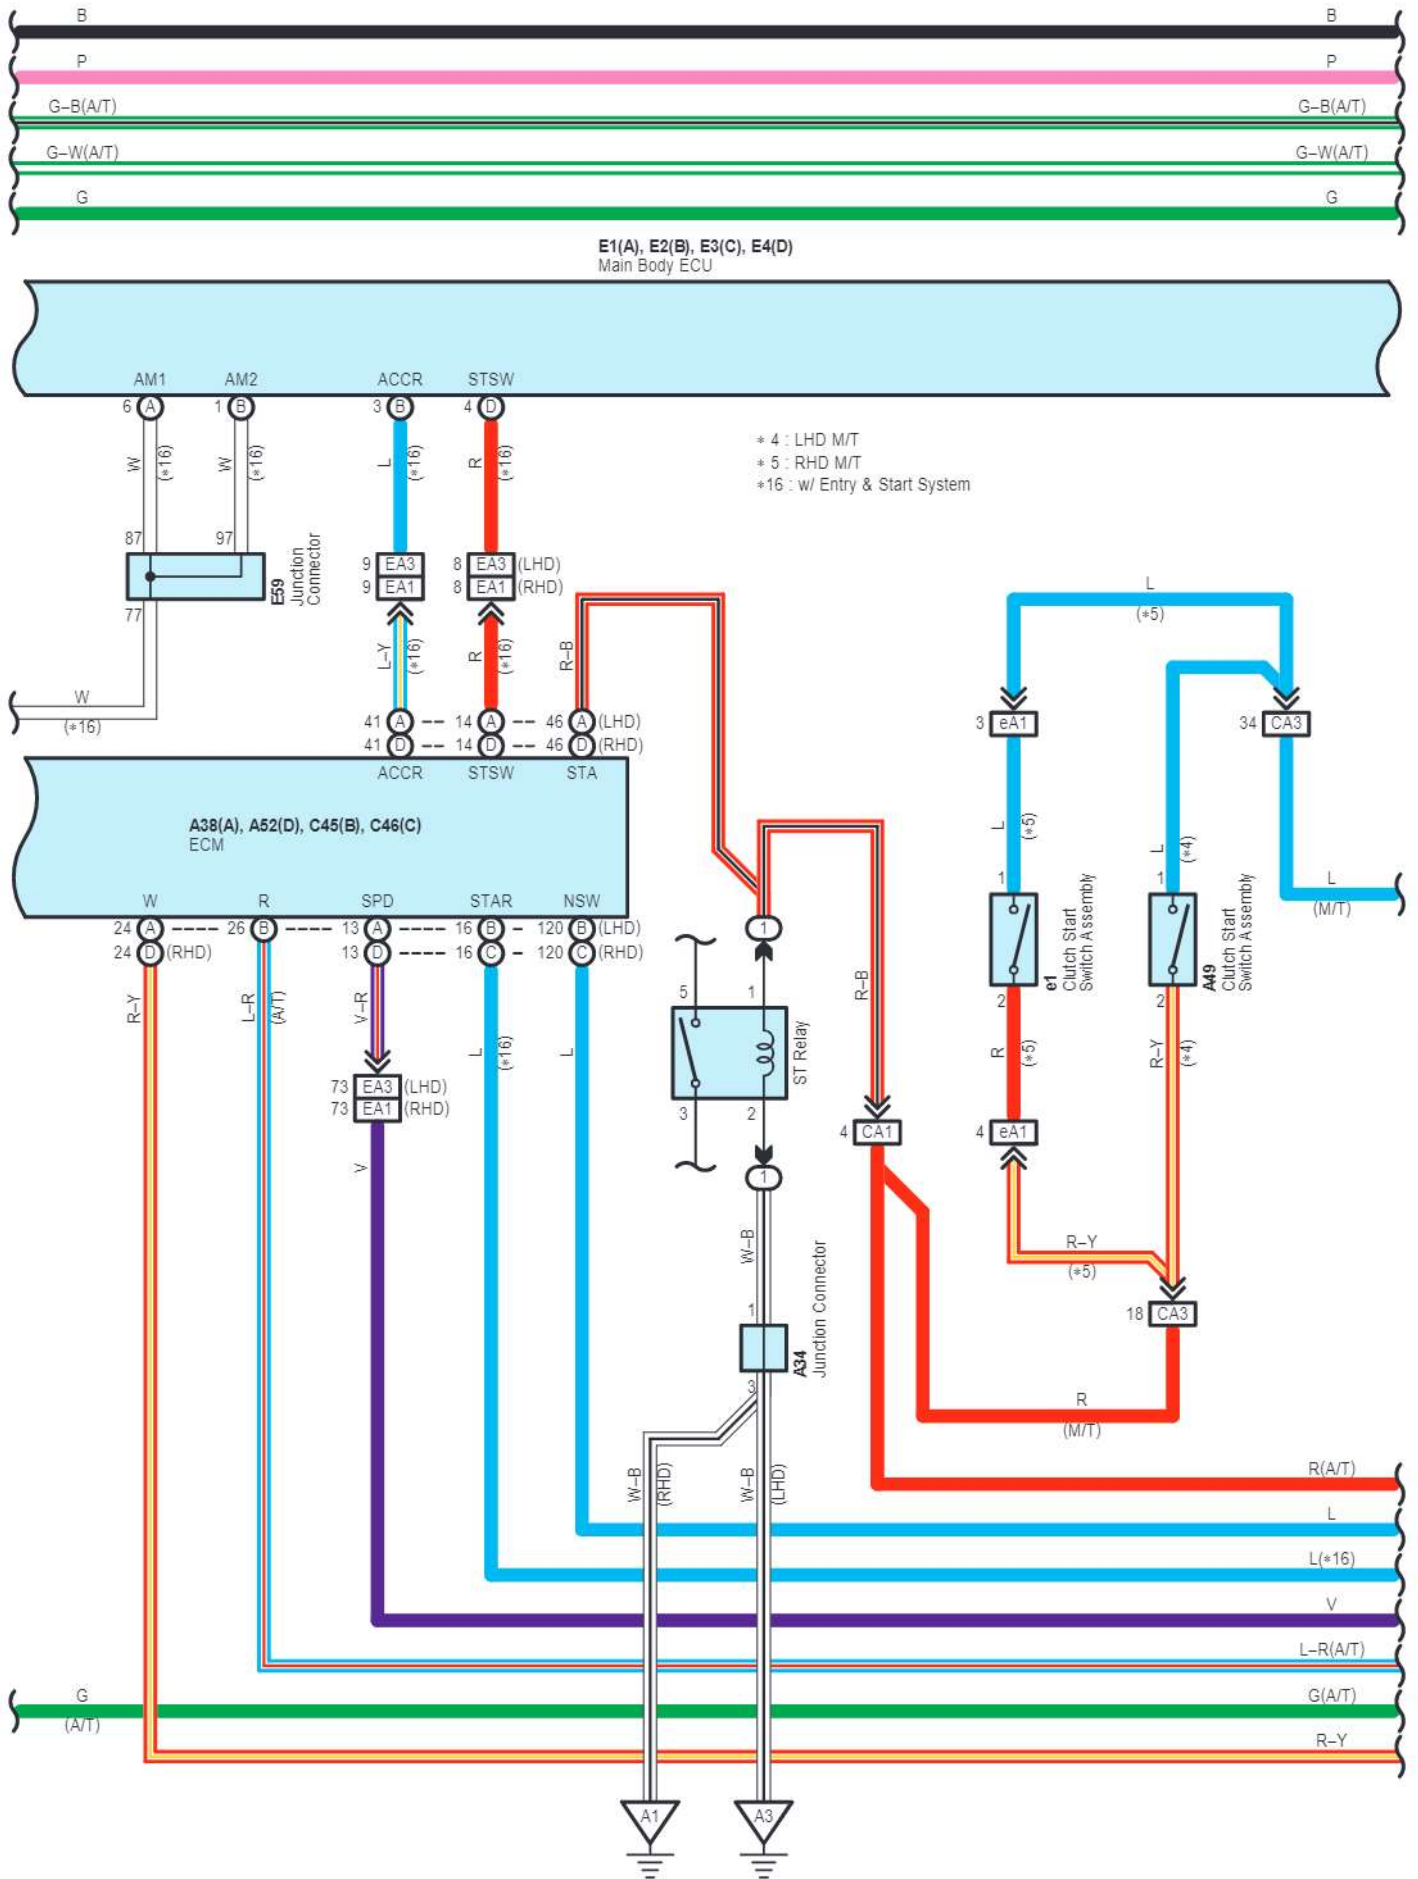 B B
P P
G–B(A/T) G–B(A/T)
G–W(A/T) G–W(A/T)
G G
E1(A), E2(B), E3(C), E4(D)
Main Body ECU
AM1 AM2 ACCR STSW
6 A 1 B 3 B 4 D
W (*16) W (*16) L (*16) R (*16)
* 4 : LHD M/T
* 5 : RHD M/T
*16 : w/ Entry & Start System
87 97
E59
Junction
Connector
77
9 EA3 8 EA3 (LHD)
9 EA1 8 EA1 (RHD)
L–Y (*16) R (*16) R–B
W
(*16)
41 A 14 A 46 A (LHD)
41 D 14 D 46 D (RHD)
ACCR STSW STA
A38(A), A52(D), C45(B), C46(C)
ECM
W R SPD STAR NSW
24 A 26 B 13 A 16 B 120 B (LHD)
24 D (RHD) 13 D 16 C 120 C (RHD)
R–Y L–R (A/T) V–R L (*16) L
73 EA3 (LHD)
73 EA1 (RHD)
V
L
(*5)
3 eA1 34 CA3
L (*5) L (*4)
L
(M/T)
1 1
e1
Clutch Start
Switch Assembly
A49
Clutch Start
Switch Assembly
2 2
R (*5) R–Y (*4)
1
5 1
ST Relay
3 2
1
R–B
4 CA1 4 eA1
R–Y
(*5)
18 CA3
R
(M/T)
W–B
1
A34
Junction Connector
3
W–B (RHD) W–B (LHD)
R(A/T)
L
L(*16)
V
L–R(A/T)
G G(A/T)
(A/T)
R–Y
A1 A3